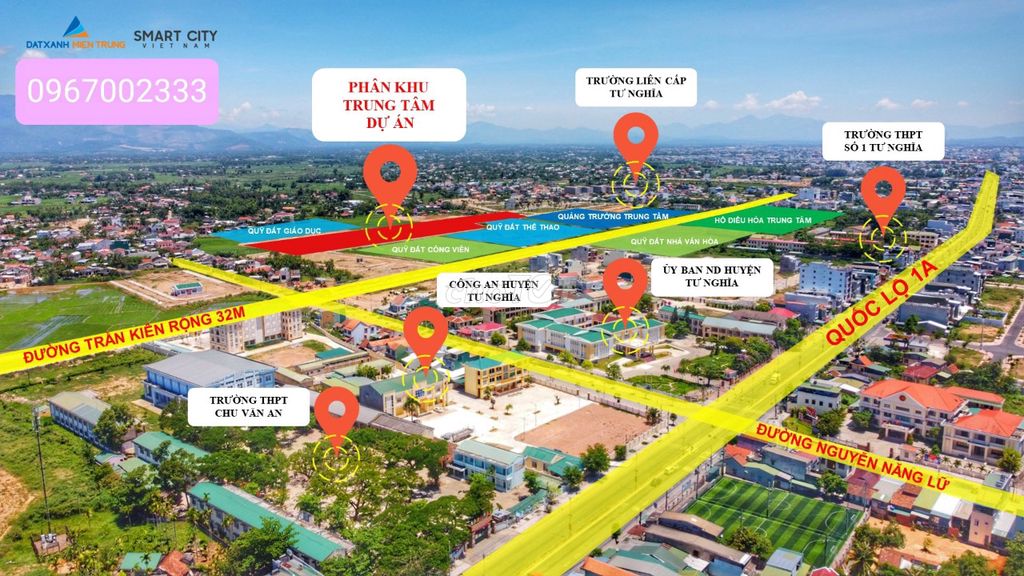 DATXANH MIEN TRUNG
SMART CITY
VIET NAM
0967002333
PHÂN KHU
TRUNG TÂM
DỰ ÁN
TRƯỜNG LIÊN CẤP
TƯ NGHĨA
TRƯỜNG THPT
SỐ 1 TƯ NGHĨA
QUỸ ĐẤT GIÁO DỤC
QUỸ ĐẤT THỂ THAO
QUẢNG TRƯỜNG TRUNG TÂM
HỒ ĐIỀU HÒA TRUNG TÂM
QUỸ ĐẤT CÔNG VIÊN
QUỸ ĐẤT NHÀ VĂN HÓA
CÔNG AN HUYỆN
TƯ NGHĨA
ỦY BAN ND HUYỆN
TƯ NGHĨA
QUỐC LỘ 1A
ĐƯỜNG TRẦN KIÊN RỘNG 32M
TRƯỜNG THPT
CHU VĂN AN
ĐƯỜNG NGUYỄN NĂNG LỰ